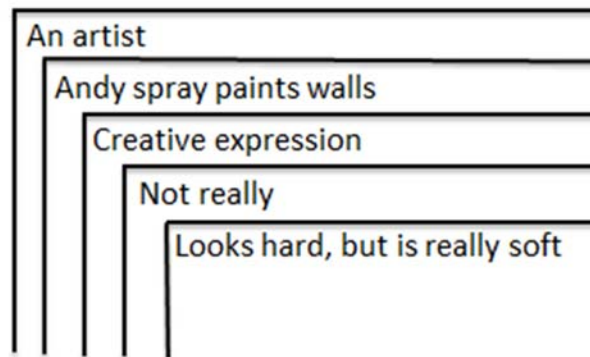 An artist
Andy spray paints walls
Creative expression
Not really
Looks hard, but is really soft